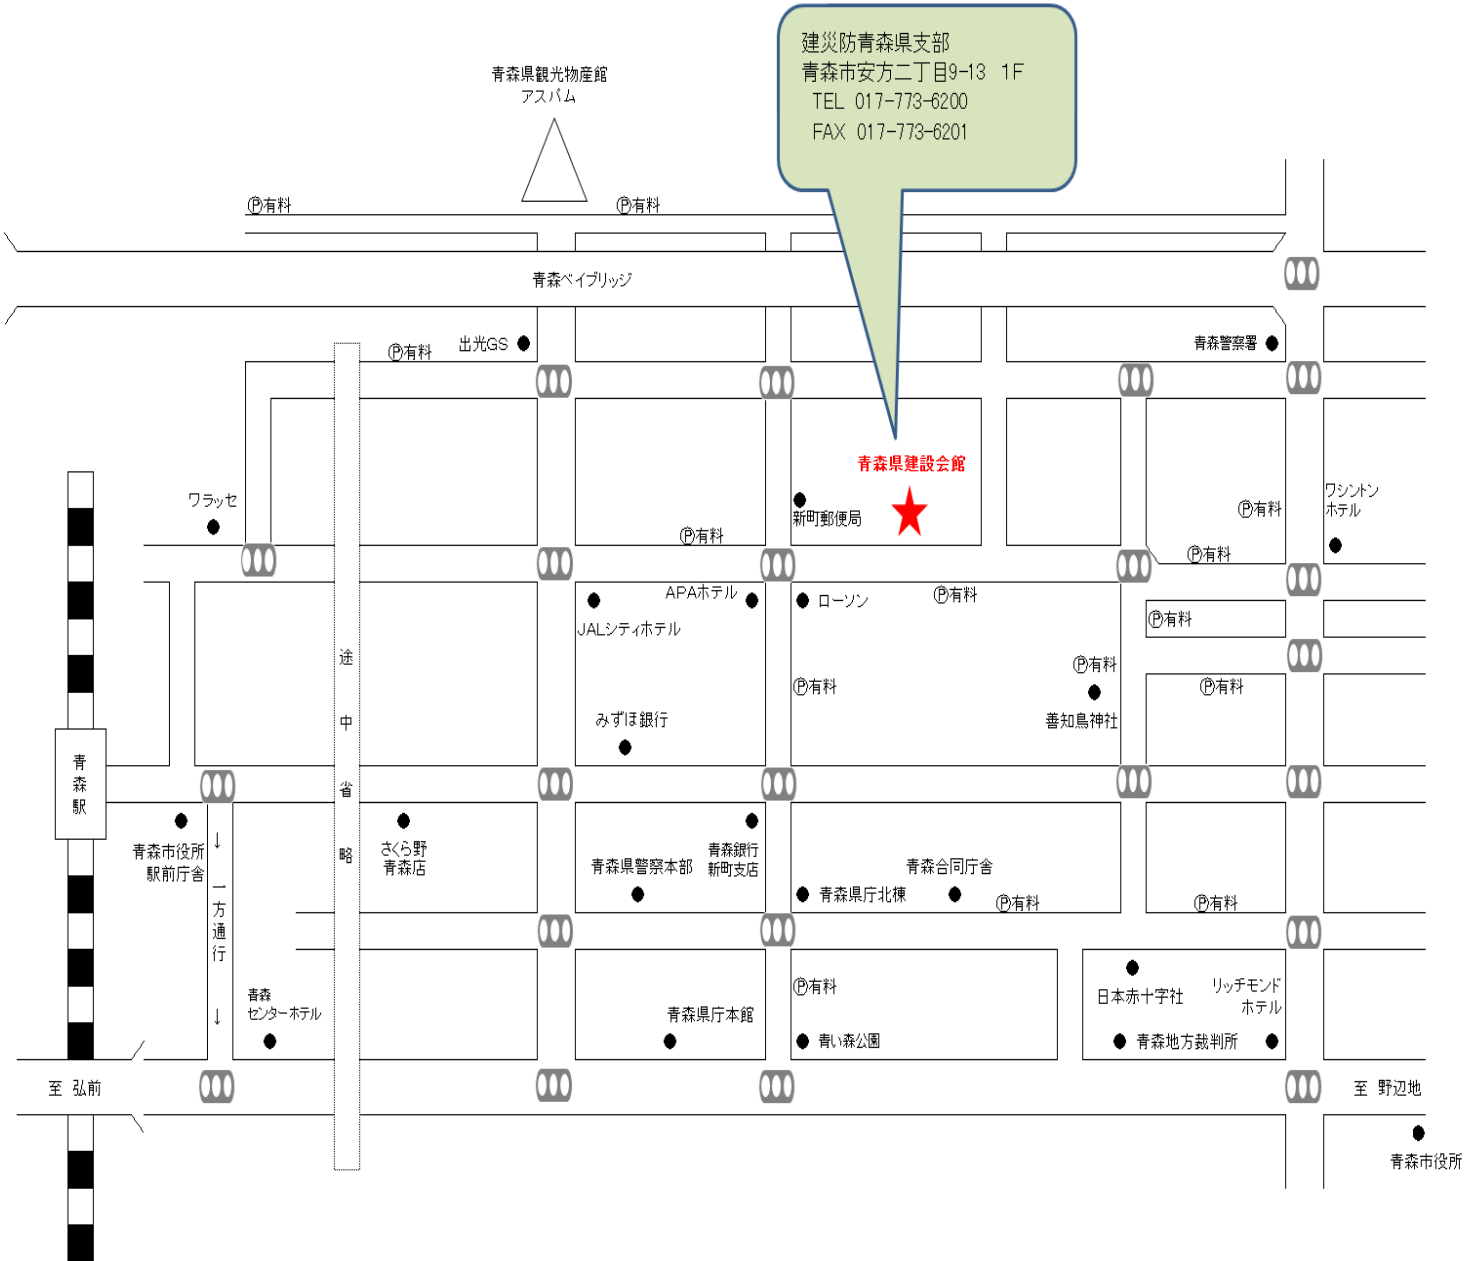 建災防青森県支部
青森市安方二丁目9-13 1F
TEL 017-773-6200
FAX 017-773-6201
青森県観光物産館
アスパム
Ⓟ有料
Ⓟ有料
青森ベイブリッジ
出光GS
Ⓟ有料
青森警察署
青森県建設会館
ワラッセ
新町郵便局
Ⓟ有料
Ⓟ有料
ワシントン
ホテル
Ⓟ有料
APAホテル
ローソン
Ⓟ有料
JALシティホテル
Ⓟ有料
途中省略
Ⓟ有料
Ⓟ有料
Ⓟ有料
善知鳥神社
みずほ銀行
青森駅
青森市役所
駅前庁舎
さくら野
青森店
青森県警察本部
青森銀行
新町支店
青森合同庁舎
青森県庁北棟
Ⓟ有料
Ⓟ有料
↓一方通行↓
青森
センターホテル
Ⓟ有料
日本赤十字社
リッチモンド
ホテル
青森県庁本館
青い森公園
青森地方裁判所
至 弘前
至 野辺地
青森市役所